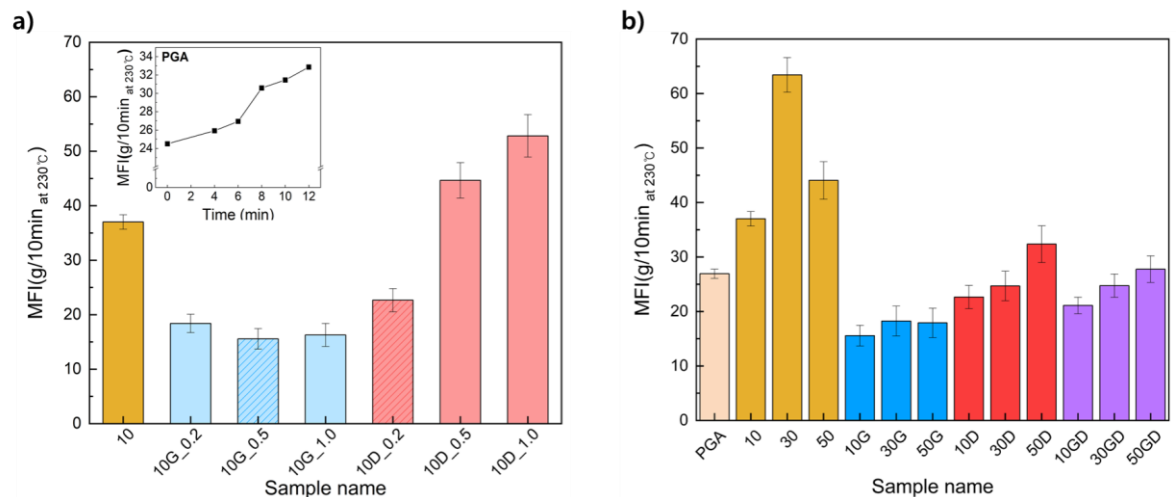 a)
70
60
50
40
30
20
10
0
MFI(g/10min at 230℃)
PGA
34
32
30
28
26
24
0
MFI(g/10min at 230℃)
0 2 4 6 8 10 12
Time (min)
10 10G_0.2 10G_0.5 10G_1.0 10D_0.2 10D_0.5 10D_1.0
Sample name
b)
70
60
50
40
30
20
10
0
MFI(g/10min at 230℃)
PGA 10 30 50 10G 30G 50G 10D 30D 50D 10GD 30GD 50GD
Sample name